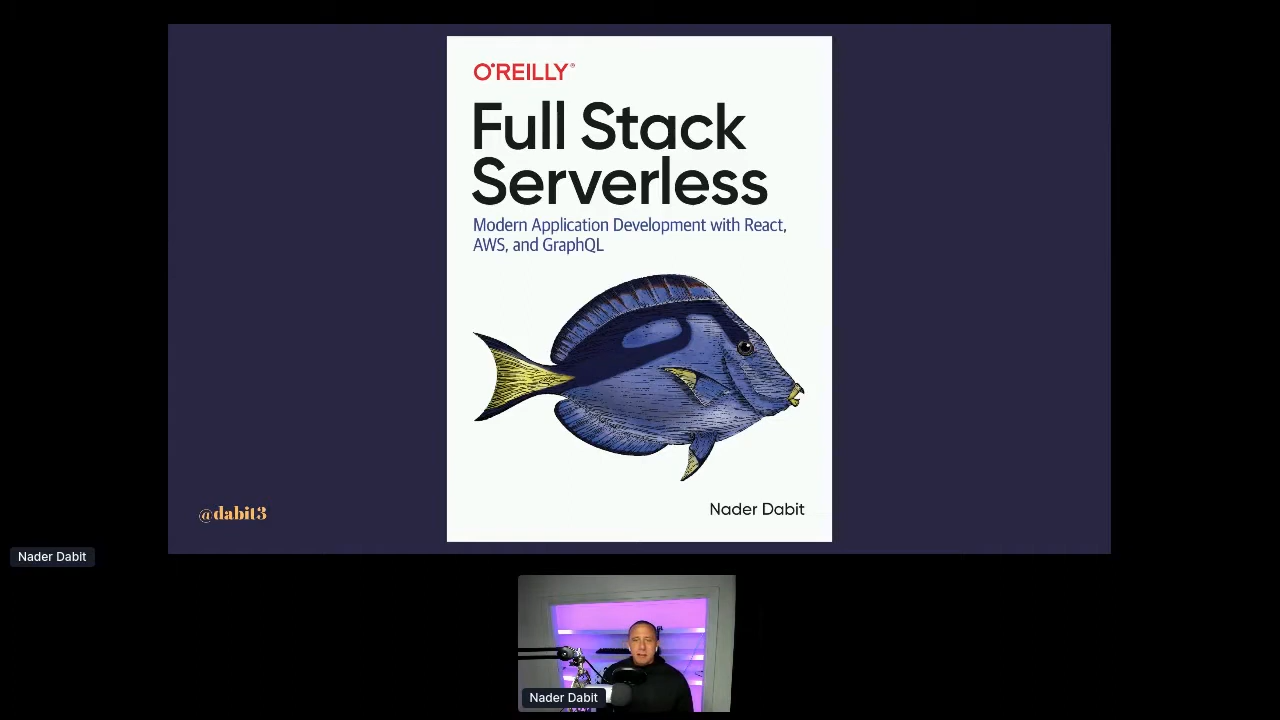 O'REILLY®
Full Stack
Serverless
Modern Application Development with React,
AWS, and GraphQL
Nader Dabit
@dabit3
Nader Dabit
Nader Dabit